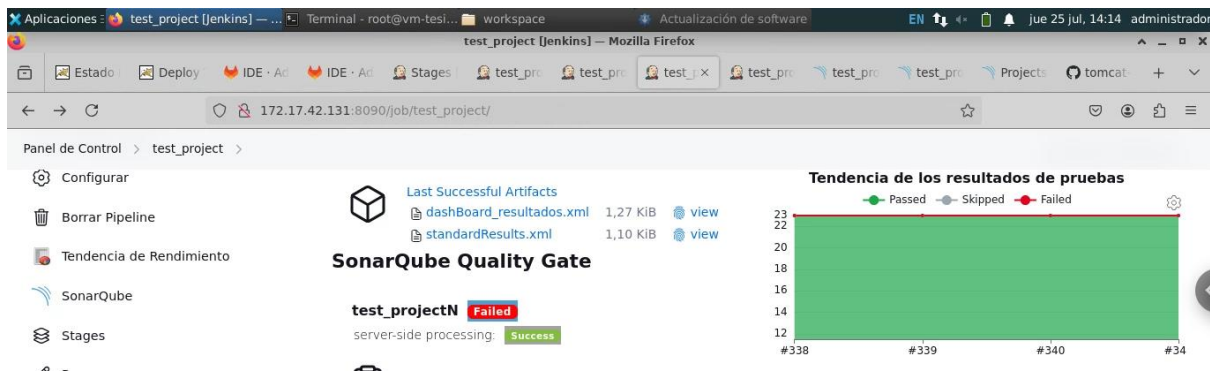 Aplicaciones test_project [Jenkins] — ... Terminal - root@vm-tesi... workspace Actualización de software EN jue 25 jul, 14:14 administrador
test_project [Jenkins] — Mozilla Firefox
Estado Deploy IDE · Ad IDE · Ad Stages test_pro test_pro test_p test_pro test_pro test_pro Projects tomcat
172.17.42.131:8090/job/test_project/
Panel de Control > test_project >
Configurar
Borrar Pipeline
Tendencia de Rendimiento
SonarQube
Stages
Last Successful Artifacts
dashBoard_resultados.xml 1,27 KiB view
standardResults.xml 1,10 KiB view
SonarQube Quality Gate
test_projectN Failed
server-side processing: Success
Tendencia de los resultados de pruebas
Passed Skipped Failed
23
22
20
18
16
14
12
#338 #339 #340 #34